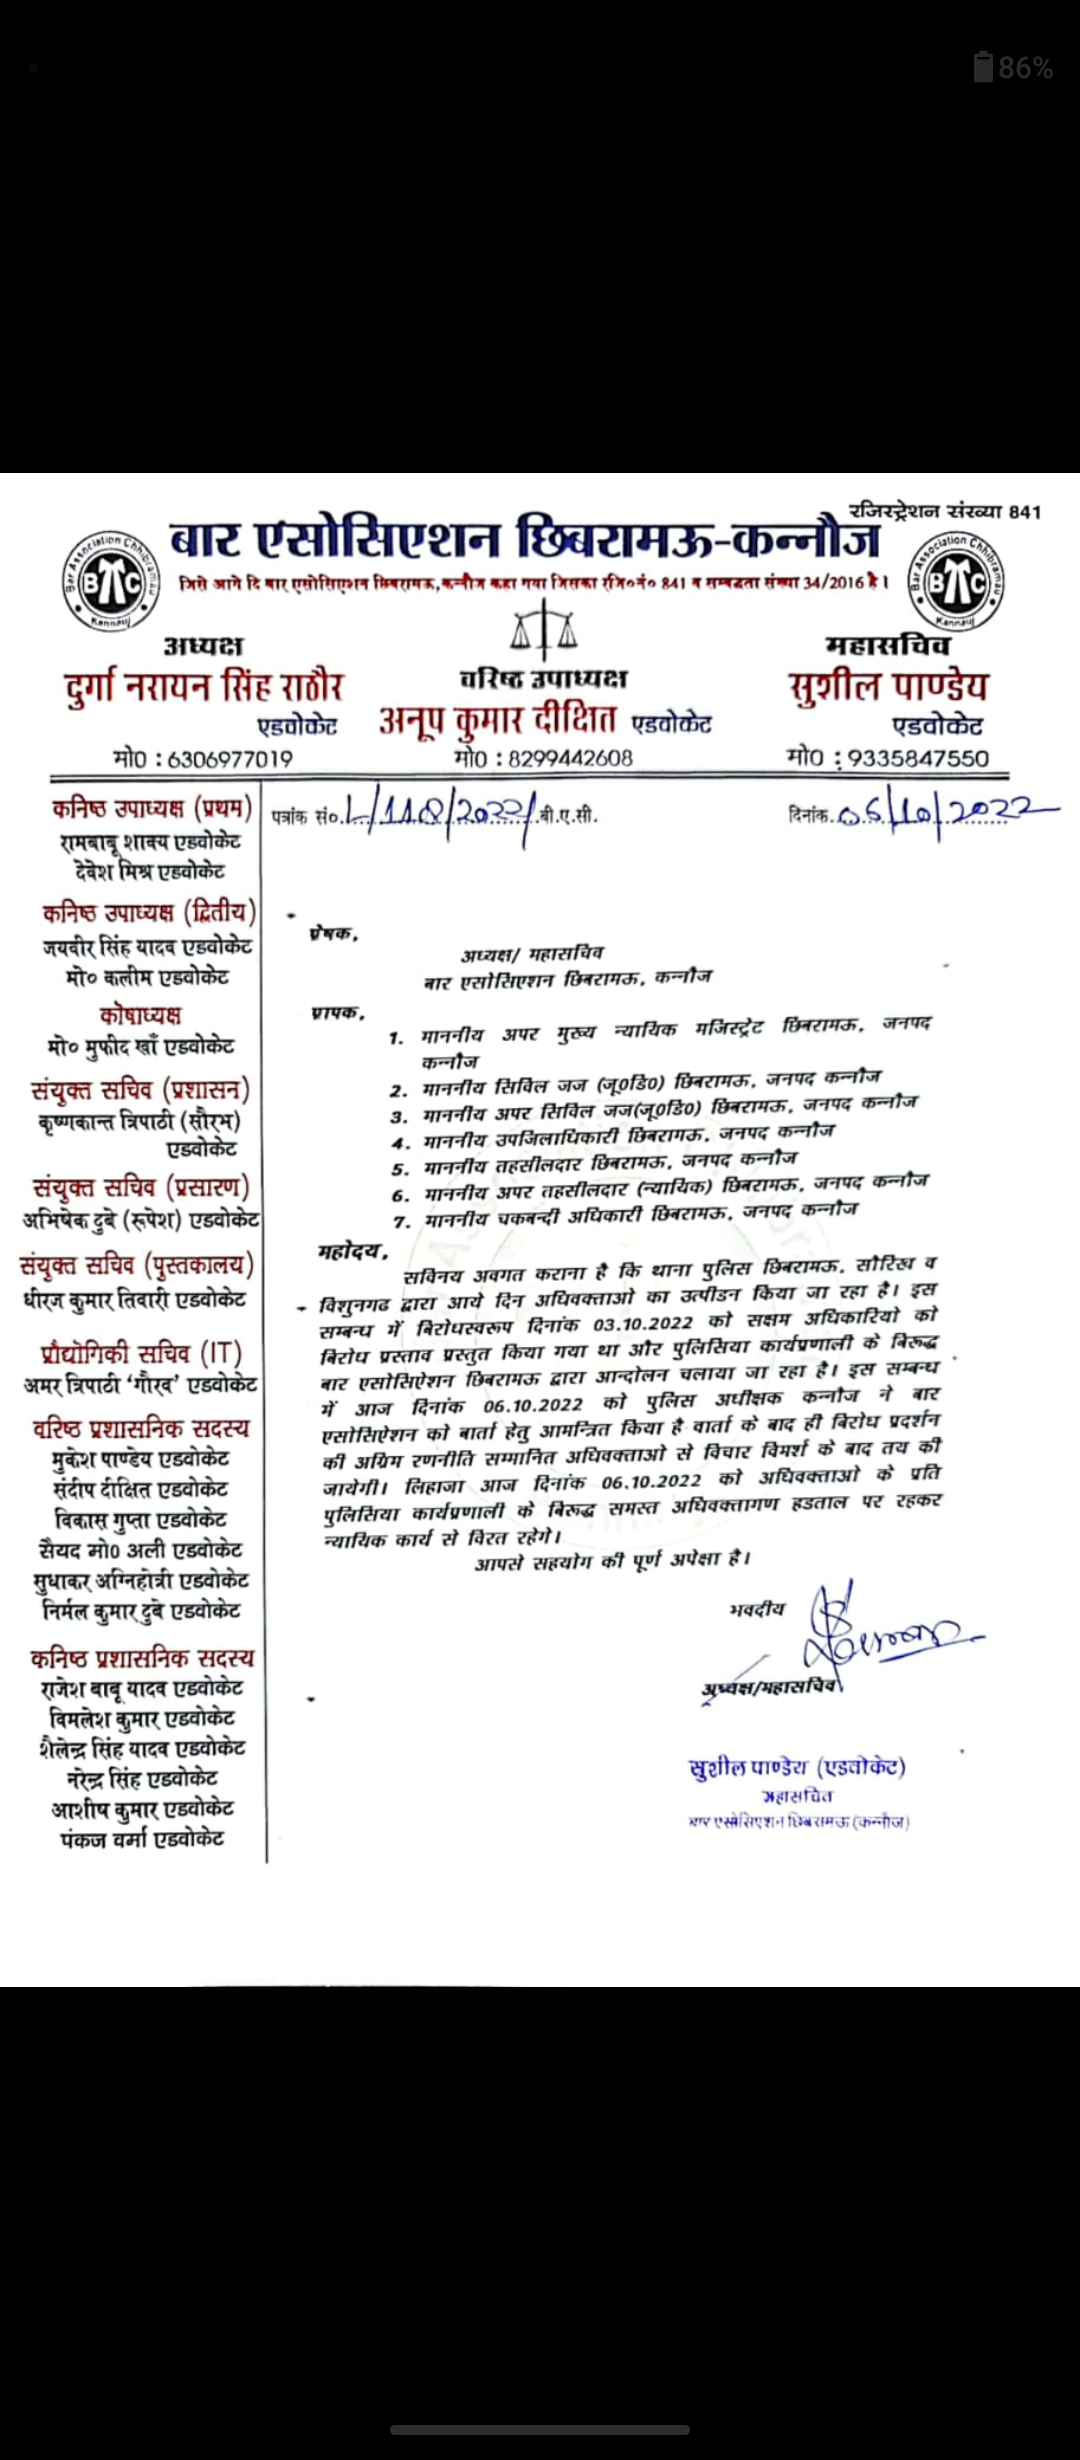 86%
रजिस्ट्रेशन संख्या 841
बार एसोसिएशन छिबरामऊ-कन्नौज
जिसे आगे दि बार एसोसिएशन छिबरामऊ,कन्नौज कहा गया जिसका रजि०नं० 841 व सम्बद्धता संख्या 34/2016 है।
Bar Association Chhibramau
BAC
Kannauj
Bar Association Chhibramau
BAC
Kannauj
अध्यक्ष
दुर्गा नरायन सिंह राठौर
एडवोकेट
मो0 : 6306977019
वरिष्ठ उपाध्यक्ष
अनूप कुमार दीक्षित एडवोकेट
मो0 : 8299442608
महासचिव
सुशील पाण्डेय
एडवोकेट
मो0 : 9335847550
कनिष्ठ उपाध्यक्ष (प्रथम)
रामबाबू शाक्य एडवोकेट
देवेश मिश्र एडवोकेट
कनिष्ठ उपाध्यक्ष (द्वितीय)
जयवीर सिंह यादव एडवोकेट
मो० कलीम एडवोकेट
कोषाध्यक्ष
मो० मुफीद खाँ एडवोकेट
संयुक्त सचिव (प्रशासन)
कृष्णकान्त त्रिपाठी (सौरभ)
एडवोकेट
संयुक्त सचिव (प्रसारण)
अभिषेक दुबे (रूपेश) एडवोकेट
संयुक्त सचिव (पुस्तकालय)
धीरज कुमार तिवारी एडवोकेट
प्रौद्योगिकी सचिव (IT)
अमर त्रिपाठी ‘गौरव’ एडवोकेट
वरिष्ठ प्रशासनिक सदस्य
मुकेश पाण्डेय एडवोकेट
संदीप दीक्षित एडवोकेट
विकास गुप्ता एडवोकेट
सैयद मो0 अली एडवोकेट
सुधाकर अग्निहोत्री एडवोकेट
निर्मल कुमार दुबे एडवोकेट
कनिष्ठ प्रशासनिक सदस्य
राजेश बाबू यादव एडवोकेट
विमलेश कुमार एडवोकेट
शैलेन्द्र सिंह यादव एडवोकेट
नरेन्द्र सिंह एडवोकेट
आशीष कुमार एडवोकेट
पंकज वर्मा एडवोकेट
पत्रांक सं०.L/118/2022/.बी.ए.सी.
दिनांक.06/10/2022
प्रेषक,
अध्यक्ष/ महासचिव
बार एसोसिएशन छिबरामऊ, कन्नौज
प्रापक,
1. माननीय अपर मुख्य न्यायिक मजिस्ट्रेट छिबरामऊ, जनपद
कन्नौज
2. माननीय सिविल जज (जू0डि0) छिबरामऊ, जनपद कन्नौज
3. माननीय अपर सिविल जज(जू0डि0) छिबरामऊ, जनपद कन्नौज
4. माननीय उपजिलाधिकारी छिबरामऊ, जनपद कन्नौज
5. माननीय तहसीलदार छिबरामऊ, जनपद कन्नौज
6. माननीय अपर तहसीलदार (न्यायिक) छिबरामऊ, जनपद कन्नौज
7. माननीय चकबन्दी अधिकारी छिबरामऊ, जनपद कन्नौज
महोदय,
सविनय अवगत कराना है कि थाना पुलिस छिबरामऊ, सौरिख व
विशुनगढ द्वारा आये दिन अधिवक्ताओ का उत्पीडन किया जा रहा है। इस
सम्बन्ध में बिरोधस्वरूप दिनांक 03.10.2022 को सक्षम अधिकारियो को
बिरोध प्रस्ताव प्रस्तुत किया गया था और पुलिसिया कार्यप्रणाली के बिरूद्ध
बार एसोसिऐशन छिबरामऊ द्वारा आन्दोलन चलाया जा रहा है। इस सम्बन्ध
में आज दिनांक 06.10.2022 को पुलिस अधीक्षक कन्नौज ने बार
एसोसिऐशन को बार्ता हेतु आमन्त्रित किया है वार्ता के बाद ही बिरोध प्रदर्शन
की अग्रिम रणनीति सम्मानित अधिवक्ताओ से विचार विमर्श के बाद तय की
जायेगी। लिहाजा आज दिनांक 06.10.2022 को अधिवक्ताओ के प्रति
पुलिसिया कार्यप्रणाली के बिरूद्ध समस्त अधिवक्तागण हडताल पर रहकर
न्यायिक कार्य से विरत रहेगे।
आपसे सहयोग की पूर्ण अपेक्षा है।
भवदीय
अध्यक्ष/महासचिव
सुशील पाण्डेय (एडवोकेट)
महासचिव
बार एसोसिएशन छिबरामऊ (कन्नौज)